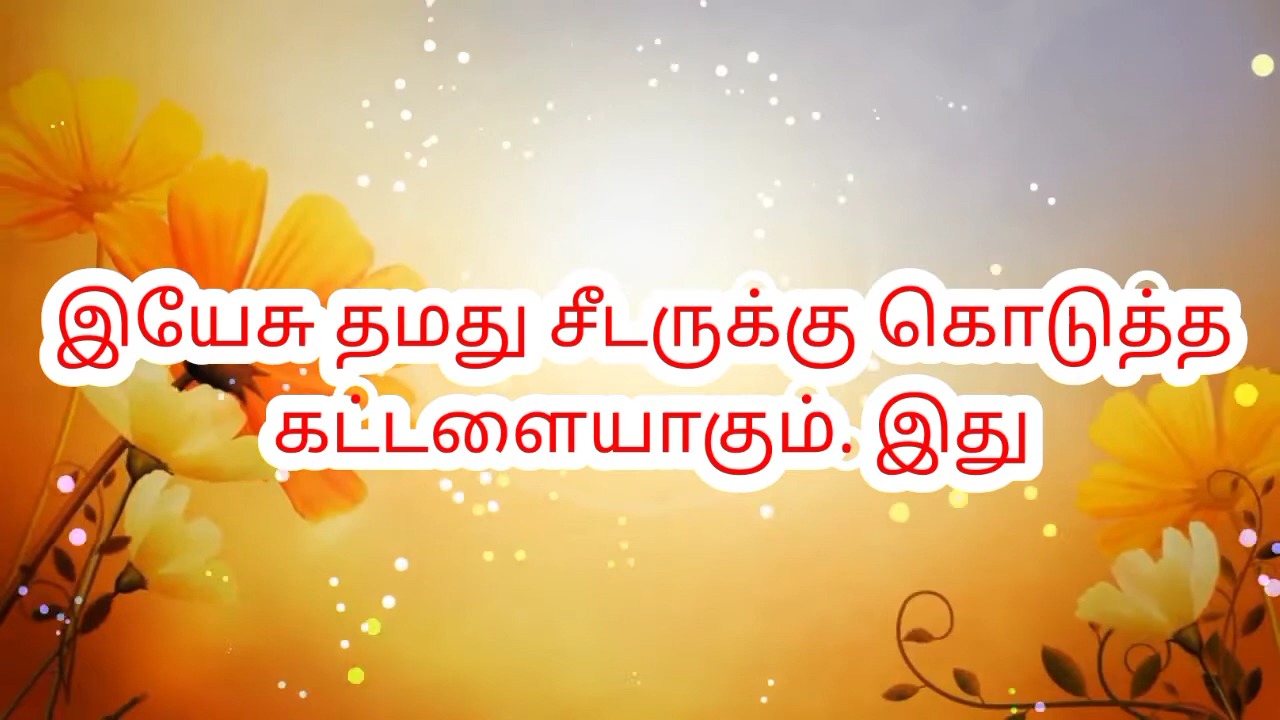 இயேசு தமது சீடருக்கு கொடுத்த
கட்டளையாகும். இது